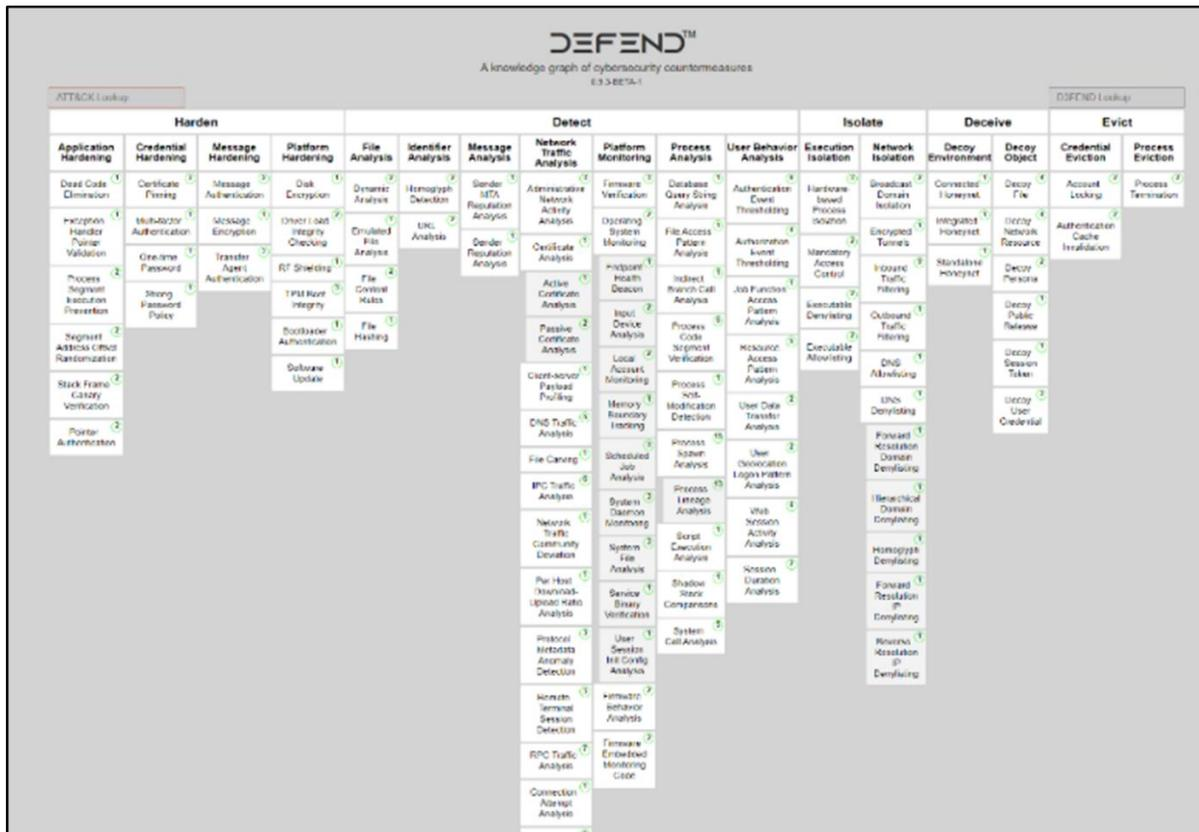 D3FEND™
A knowledge graph of cybersecurity countermeasures
0.9.3-BETA-1
ATT&CK Lookup
D3FEND Lookup
Harden
Detect
Isolate
Deceive
Evict
Application
Hardening
Credential
Hardening
Message
Hardening
Platform
Hardening
File
Analysis
Identifier
Analysis
Message
Analysis
Network
Traffic
Analysis
Platform
Monitoring
Process
Analysis
User Behavior
Analysis
Execution
Isolation
Network
Isolation
Decoy
Environment
Decoy
Object
Credential
Eviction
Process
Eviction
Dead Code
Elimination
Exception
Handler
Pointer
Validation
Process
Segment
Execution
Prevention
Segment
Address Offset
Randomization
Stack Frame
Canary
Verification
Pointer
Authentication
Certificate
Pinning
Multi-factor
Authentication
One-time
Password
Strong
Password
Policy
Message
Authentication
Message
Encryption
Transfer
Agent
Authentication
Disk
Encryption
Driver Load
Integrity
Checking
RF Shielding
TPM Boot
Integrity
Bootloader
Authentication
Software
Update
Dynamic
Analysis
Emulated
File
Analysis
File
Content
Rules
File
Hashing
Homoglyph
Detection
URL
Analysis
Sender
MTA
Reputation
Analysis
Sender
Reputation
Analysis
Administrative
Network
Activity
Analysis
Certificate
Analysis
Active
Certificate
Analysis
Passive
Certificate
Analysis
Client-server
Payload
Profiling
DNS Traffic
Analysis
File Carving
IPC Traffic
Analysis
Network
Traffic
Community
Deviation
Per Host
Download-
Upload Ratio
Analysis
Protocol
Metadata
Anomaly
Detection
Remote
Terminal
Session
Detection
RPC Traffic
Analysis
Connection
Attempt
Analysis
Firmware
Verification
Operating
System
Monitoring
Endpoint
Health
Beacon
Input
Device
Analysis
Local
Account
Monitoring
Memory
Boundary
Tracking
Scheduled
Job
Analysis
System
Daemon
Monitoring
System
File
Analysis
Service
Binary
Verification
User
Session
Init Config
Analysis
Firmware
Behavior
Analysis
Firmware
Embedded
Monitoring
Code
Database
Query String
Analysis
File Access
Pattern
Analysis
Indirect
Branch Call
Analysis
Process
Code
Segment
Verification
Process
Self-
Modification
Detection
Process
Spawn
Analysis
Process
Lineage
Analysis
Script
Execution
Analysis
Shadow
Stack
Comparisons
System
Call Analysis
Authentication
Event
Thresholding
Authorization
Event
Thresholding
Job Function
Access
Pattern
Analysis
Resource
Access
Pattern
Analysis
User Data
Transfer
Analysis
User
Geolocation
Logon Pattern
Analysis
Web
Session
Activity
Analysis
Session
Duration
Analysis
Hardware-
based
Process
Isolation
Mandatory
Access
Control
Executable
Denylisting
Executable
Allowlisting
Broadcast
Domain
Isolation
Encrypted
Tunnels
Inbound
Traffic
Filtering
Outbound
Traffic
Filtering
DNS
Allowlisting
DNS
Denylisting
Forward
Resolution
Domain
Denylisting
Hierarchical
Domain
Denylisting
Homoglyph
Denylisting
Forward
Resolution
IP
Denylisting
Reverse
Resolution
IP
Denylisting
Connected
Honeynet
Integrated
Honeynet
Standalone
Honeynet
Decoy
File
Decoy
Network
Resource
Decoy
Persona
Decoy
Public
Release
Decoy
Session
Token
Decoy
User
Credential
Account
Locking
Authentication
Cache
Invalidation
Process
Termination